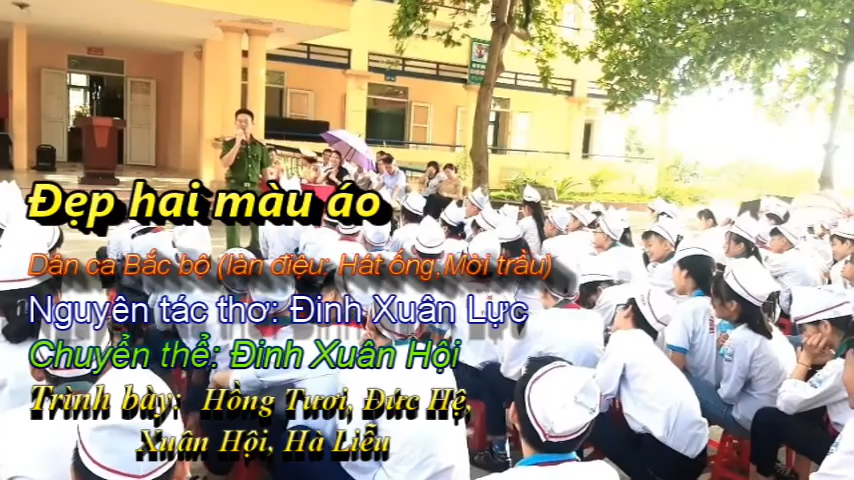 Đẹp hai màu áo
Dân ca Bắc bộ (làn điệu: Hát ống,Mời trầu)
Nguyên tác thơ: Đinh Xuân Lực
Chuyển thể: Đinh Xuân Hội
Trình bày: Hồng Tươi, Đức Hệ,
Xuân Hội, Hà Liễu